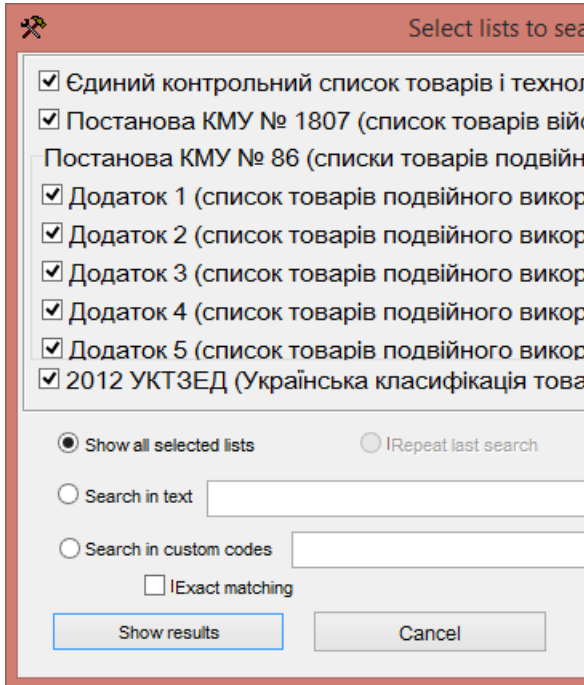 Select lists to sea
Єдиний контрольний список товарів і технол
Постанова КМУ № 1807 (список товарів війс
Постанова КМУ № 86 (списки товарів подвійн
Додаток 1 (список товарів подвійного викор
Додаток 2 (список товарів подвійного викор
Додаток 3 (список товарів подвійного викор
Додаток 4 (список товарів подвійного викор
Додаток 5 (список товарів подвійного викор
2012 УКТЗЕД (Українська класифікація това
Show all selected lists
IRepeat last search
Search in text
Search in custom codes
IExact matching
Show results
Cancel